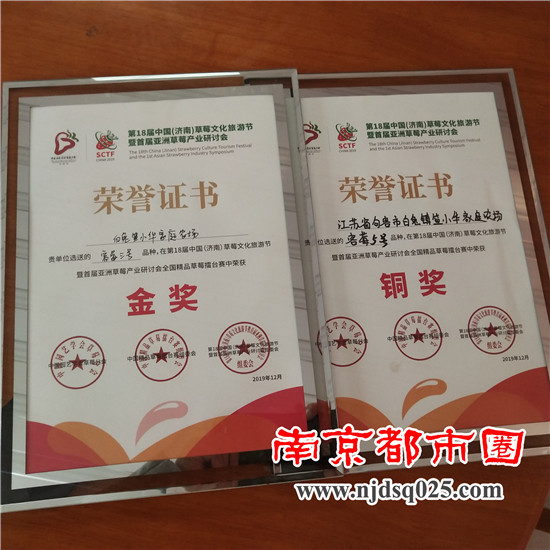 第18届中国(济南)草莓文化旅游节
暨首届亚洲草莓产业研讨会
The 18th China (Jinan) Strawberry Culture Tourism Festival
and the 1st Asian Strawberry Industry Symposium
SCTF
荣誉证书
白兔 小华家庭农场
贵单位选送的 宁莓三号 品种,在第18届中国(济南)草莓文化旅游节
暨首届亚洲草莓产业研讨会全国精品草莓擂台赛中荣获
金奖
组委会
2019年12月
第18届中国(济南)草莓文化旅游节
暨首届亚洲草莓产业研讨会
The 18th China (Jinan) Strawberry Culture Tourism Festival
and the 1st Asian Strawberry Industry Symposium
SCTF
荣誉证书
江苏省句容市白兔镇 小华家庭农场
贵单位选送的 5号 品种,在第18届中国(济南)草莓文化旅游节
暨首届亚洲草莓产业研讨会全国精品草莓擂台赛中荣获
铜奖
组委会
2019年12月
南京都市圈
www.njdsq025.com